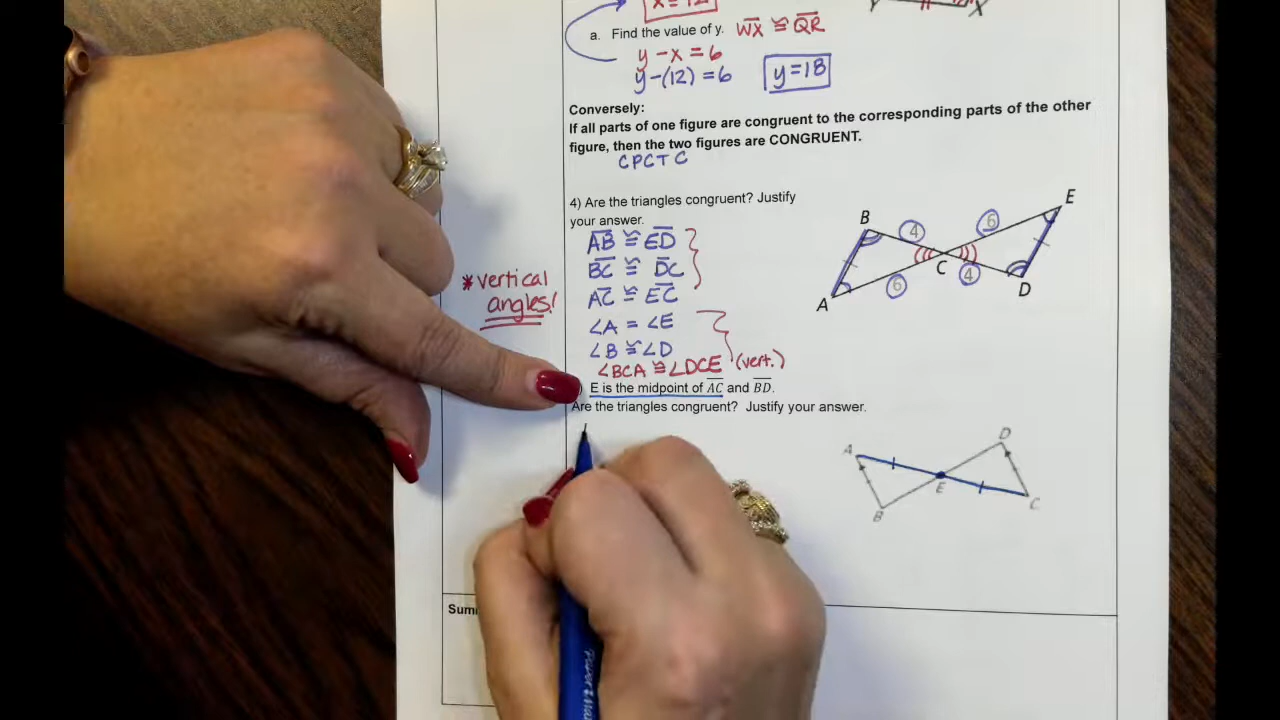 x = 12
a. Find the value of y. WX ≅ QR
y - x = 6
y - (12) = 6 y = 18
X
Conversely:
If all parts of one figure are congruent to the corresponding parts of the other
figure, then the two figures are CONGRUENT.
CPCTC
4) Are the triangles congruent? Justify
your answer.
AB ≅ ED
BC ≅ DC
AC ≅ EC
∠A = ∠E
∠B ≅ ∠D
∠BCA ≅ ∠DCE (vert.)
* vertical
angles!
B 4 6 E
A 6 C 4 D
E is the midpoint of AC and BD.
Are the triangles congruent? Justify your answer.
A D
B E C